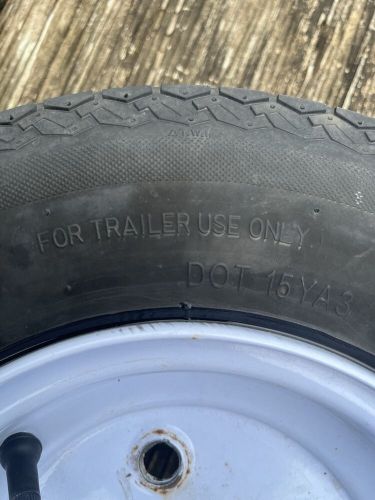 FOR TRAILER USE ONLY
DOT 15YA3